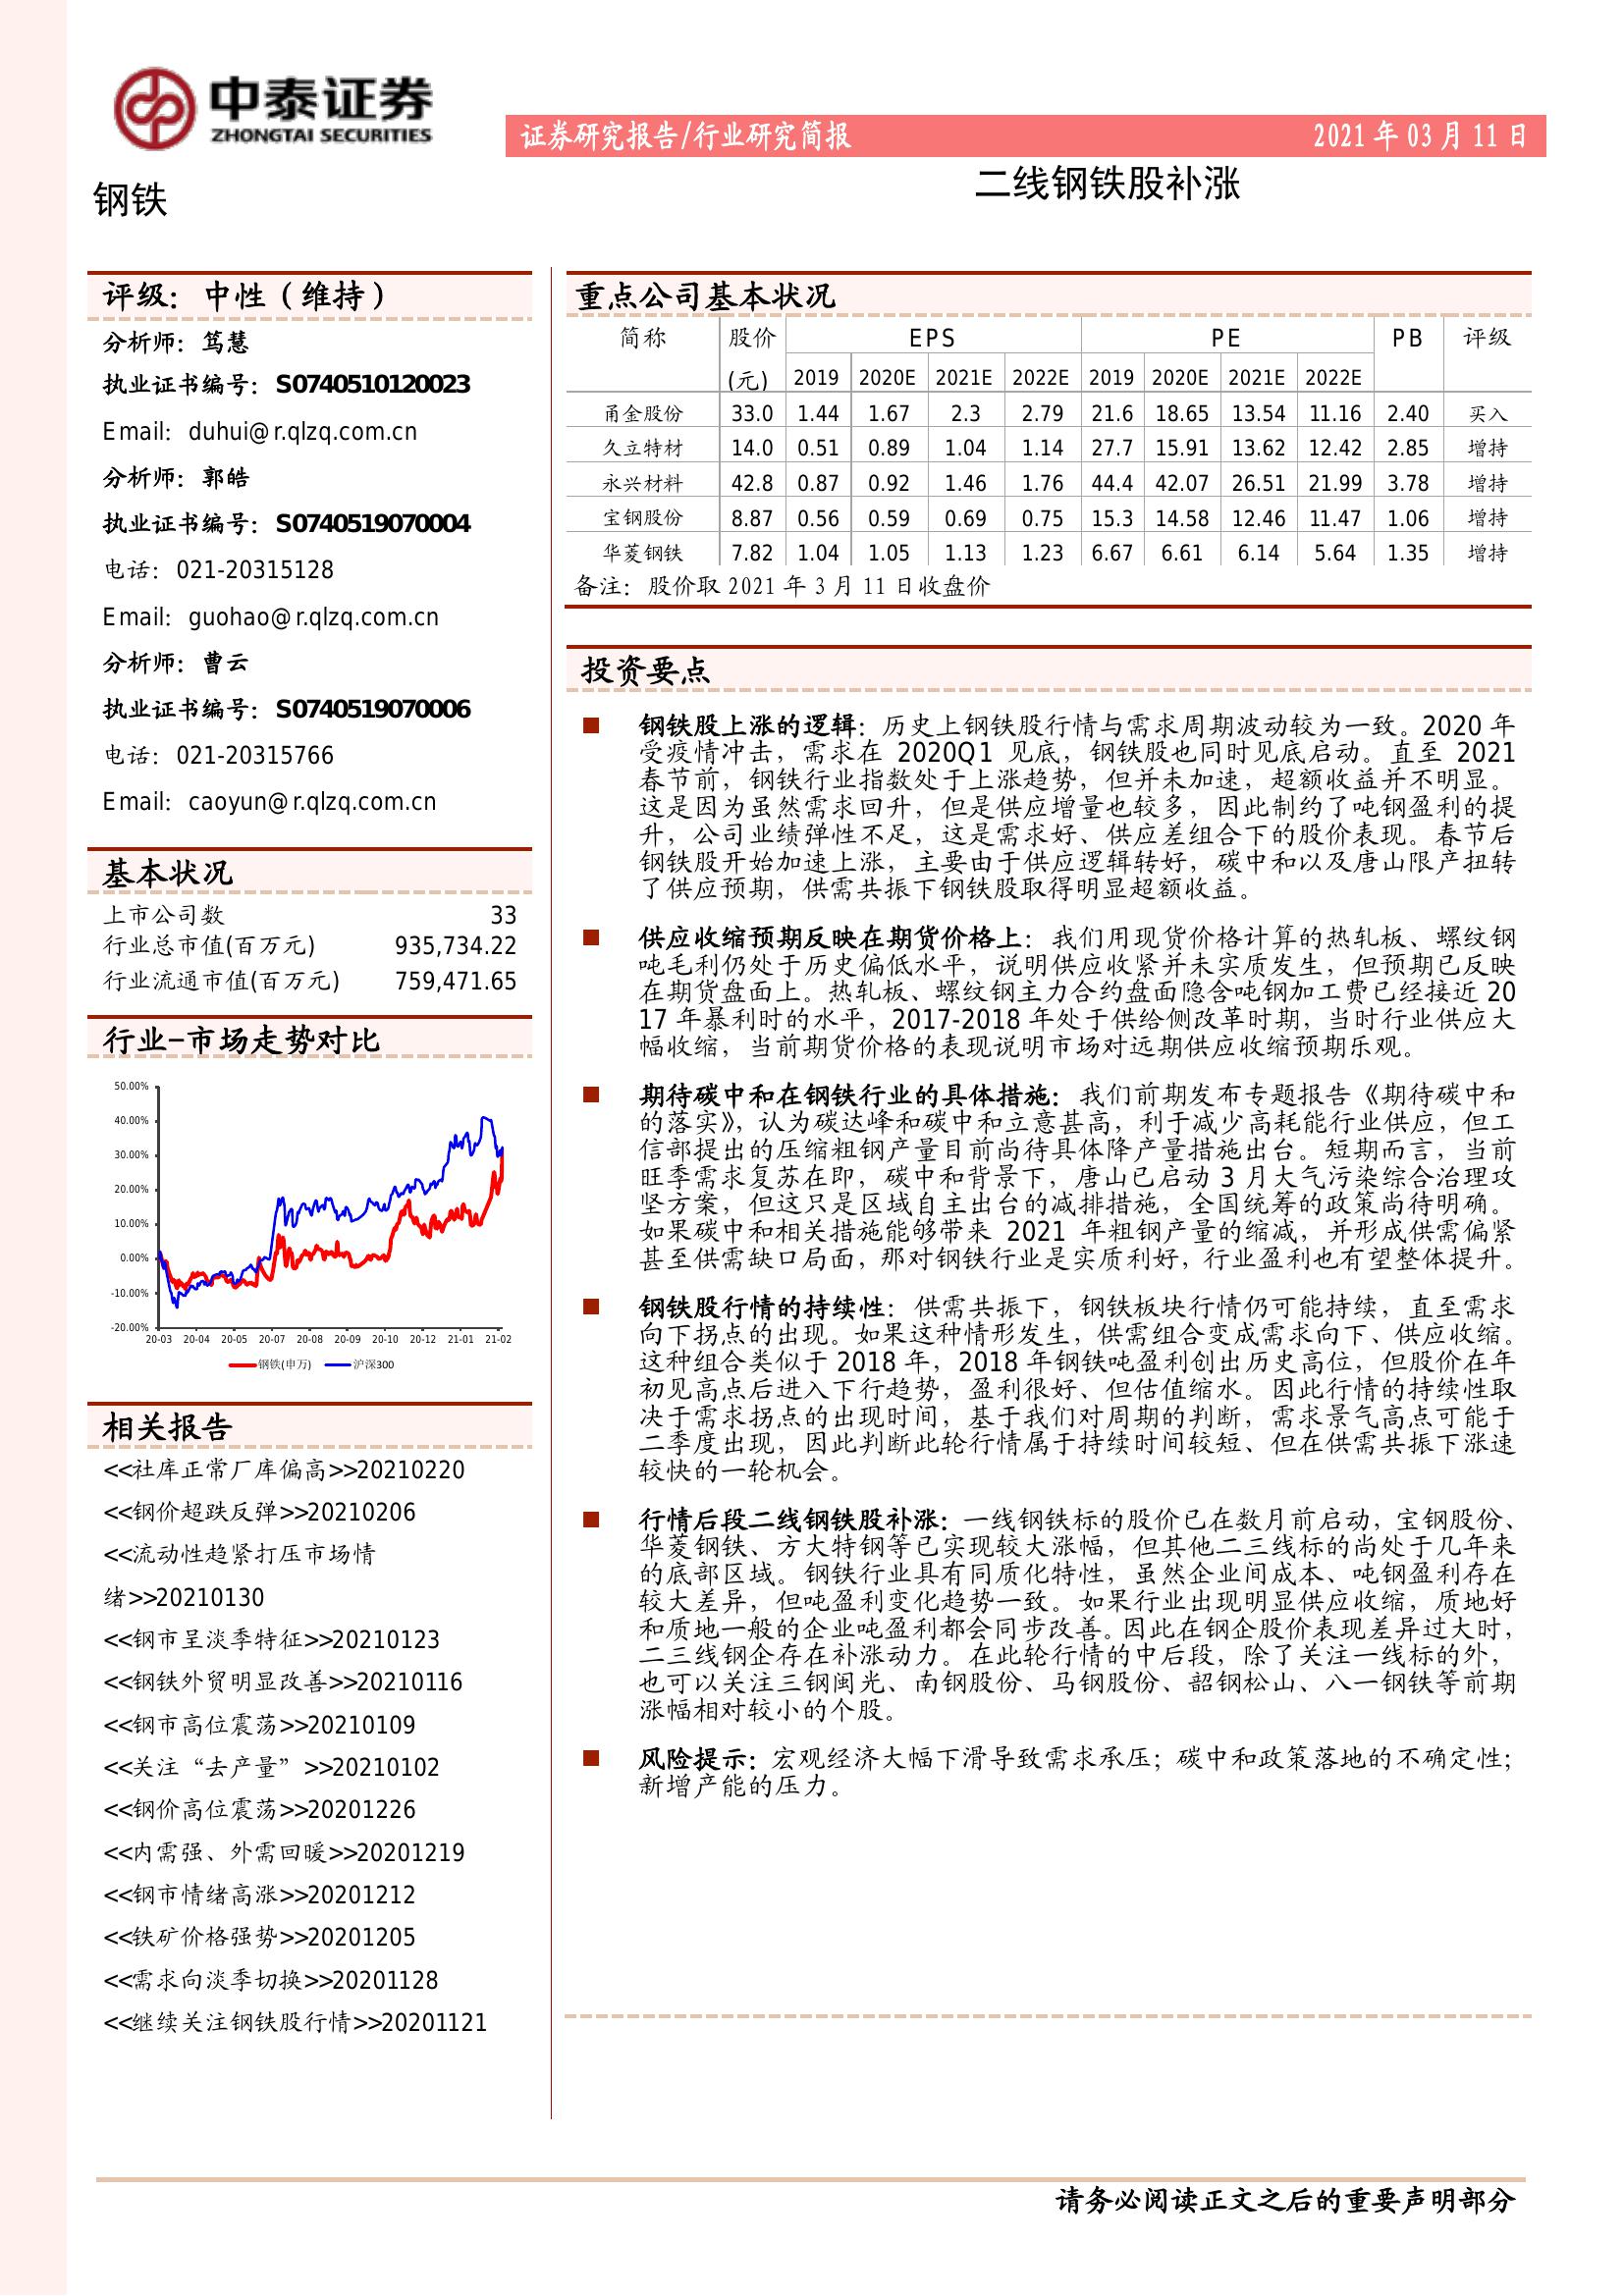 中泰证券
ZHONGTAI SECURITIES
证券研究报告/行业研究简报 2021 年 03 月 11 日
钢铁
二线钢铁股补涨
评级：中性（维持）
分析师：笃慧
执业证书编号：S0740510120023
Email：duhui@r.qlzq.com.cn
分析师：郭皓
执业证书编号：S0740519070004
电话：021-20315128
Email：guohao@r.qlzq.com.cn
分析师：曹云
执业证书编号：S0740519070006
电话：021-20315766
Email：caoyun@r.qlzq.com.cn
基本状况
上市公司数 33
行业总市值(百万元) 935,734.22
行业流通市值(百万元) 759,471.65
行业-市场走势对比
50.00%
40.00%
30.00%
20.00%
10.00%
0.00%
-10.00%
-20.00%
20-03 20-04 20-05 20-07 20-08 20-09 20-10 20-12 21-01 21-02
钢铁(申万) 沪深300
相关报告
<<社库正常厂库偏高>>20210220
<<钢价超跌反弹>>20210206
<<流动性趋紧打压市场情
绪>>20210130
<<钢市呈淡季特征>>20210123
<<钢铁外贸明显改善>>20210116
<<钢市高位震荡>>20210109
<<关注“去产量”>>20210102
<<钢价高位震荡>>20201226
<<内需强、外需回暖>>20201219
<<钢市情绪高涨>>20201212
<<铁矿价格强势>>20201205
<<需求向淡季切换>>20201128
<<继续关注钢铁股行情>>20201121
重点公司基本状况
简称 股价 EPS PE PB 评级
(元) 2019 2020E 2021E 2022E 2019 2020E 2021E 2022E
甬金股份 33.0 1.44 1.67 2.3 2.79 21.6 18.65 13.54 11.16 2.40 买入
久立特材 14.0 0.51 0.89 1.04 1.14 27.7 15.91 13.62 12.42 2.85 增持
永兴材料 42.8 0.87 0.92 1.46 1.76 44.4 42.07 26.51 21.99 3.78 增持
宝钢股份 8.87 0.56 0.59 0.69 0.75 15.3 14.58 12.46 11.47 1.06 增持
华菱钢铁 7.82 1.04 1.05 1.13 1.23 6.67 6.61 6.14 5.64 1.35 增持
备注：股价取 2021 年 3 月 11 日收盘价
投资要点
钢铁股上涨的逻辑：历史上钢铁股行情与需求周期波动较为一致。2020 年
受疫情冲击，需求在 2020Q1 见底，钢铁股也同时见底启动。直至 2021
春节前，钢铁行业指数处于上涨趋势，但并未加速，超额收益并不明显。
这是因为虽然需求回升，但是供应增量也较多，因此制约了吨钢盈利的提
升，公司业绩弹性不足，这是需求好、供应差组合下的股价表现。春节后
钢铁股开始加速上涨，主要由于供应逻辑转好，碳中和以及唐山限产扭转
了供应预期，供需共振下钢铁股取得明显超额收益。
供应收缩预期反映在期货价格上：我们用现货价格计算的热轧板、螺纹钢
吨毛利仍处于历史偏低水平，说明供应收紧并未实质发生，但预期已反映
在期货盘面上。热轧板、螺纹钢主力合约盘面隐含吨钢加工费已经接近 20
17 年暴利时的水平，2017-2018 年处于供给侧改革时期，当时行业供应大
幅收缩，当前期货价格的表现说明市场对远期供应收缩预期乐观。
期待碳中和在钢铁行业的具体措施：我们前期发布专题报告《期待碳中和
的落实》，认为碳达峰和碳中和立意甚高，利于减少高耗能行业供应，但工
信部提出的压缩粗钢产量目前尚待具体降产量措施出台。短期而言，当前
旺季需求复苏在即，碳中和背景下，唐山已启动 3 月大气污染综合治理攻
坚方案，但这只是区域自主出台的减排措施，全国统筹的政策尚待明确。
如果碳中和相关措施能够带来 2021 年粗钢产量的缩减，并形成供需偏紧
甚至供需缺口局面，那对钢铁行业是实质利好，行业盈利也有望整体提升。
钢铁股行情的持续性：供需共振下，钢铁板块行情仍可能持续，直至需求
向下拐点的出现。如果这种情形发生，供需组合变成需求向下、供应收缩。
这种组合类似于 2018 年，2018 年钢铁吨盈利创出历史高位，但股价在年
初见高点后进入下行趋势，盈利很好、但估值缩水。因此行情的持续性取
决于需求拐点的出现时间，基于我们对周期的判断，需求景气高点可能于
二季度出现，因此判断此轮行情属于持续时间较短、但在供需共振下涨速
较快的一轮机会。
行情后段二线钢铁股补涨：一线钢铁标的股价已在数月前启动，宝钢股份、
华菱钢铁、方大特钢等已实现较大涨幅，但其他二三线标的尚处于几年来
的底部区域。钢铁行业具有同质化特性，虽然企业间成本、吨钢盈利存在
较大差异，但吨盈利变化趋势一致。如果行业出现明显供应收缩，质地好
和质地一般的企业吨盈利都会同步改善。因此在钢企股价表现差异过大时，
二三线钢企存在补涨动力。在此轮行情的中后段，除了关注一线标的外，
也可以关注三钢闽光、南钢股份、马钢股份、韶钢松山、八一钢铁等前期
涨幅相对较小的个股。
风险提示：宏观经济大幅下滑导致需求承压；碳中和政策落地的不确定性；
新增产能的压力。
请务必阅读正文之后的重要声明部分